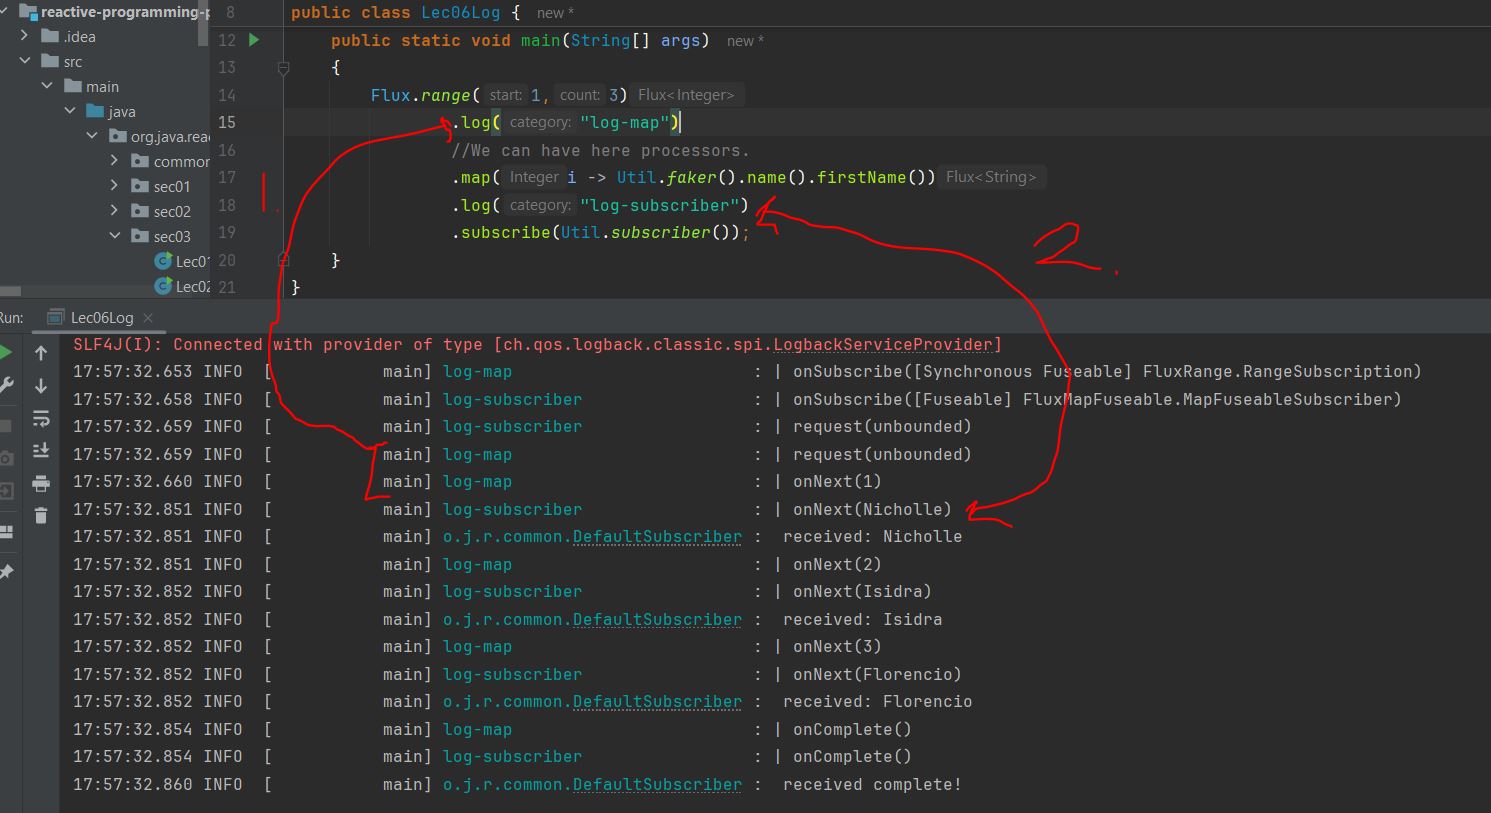 reactive-programming-p
8 public class Lec06Log { new *
.idea
12 public static void main(String[] args) new *
src
13 {
main
14 Flux.range( start: 1, count: 3) Flux<Integer>
java
15 .log( category: "log-map")
org.java.rea
16 //We can have here processors.
common
17 .map( Integer i -> Util.faker().name().firstName()) Flux<String>
sec01
1.
18 .log( category: "log-subscriber")
sec02
19 .subscribe(Util.subscriber());
2.
sec03
20 }
Lec01
21 }
Lec02
Run: Lec06Log
SLF4J(I): Connected with provider of type [ch.qos.logback.classic.spi.LogbackServiceProvider]
17:57:32.653 INFO [ main] log-map : | onSubscribe([Synchronous Fuseable] FluxRange.RangeSubscription)
17:57:32.658 INFO [ main] log-subscriber : | onSubscribe([Fuseable] FluxMapFuseable.MapFuseableSubscriber)
17:57:32.659 INFO [ main] log-subscriber : | request(unbounded)
17:57:32.659 INFO [ main] log-map : | request(unbounded)
17:57:32.660 INFO [ main] log-map : | onNext(1)
17:57:32.851 INFO [ main] log-subscriber : | onNext(Nicholle)
17:57:32.851 INFO [ main] o.j.r.common.DefaultSubscriber : received: Nicholle
17:57:32.851 INFO [ main] log-map : | onNext(2)
17:57:32.852 INFO [ main] log-subscriber : | onNext(Isidra)
17:57:32.852 INFO [ main] o.j.r.common.DefaultSubscriber : received: Isidra
17:57:32.852 INFO [ main] log-map : | onNext(3)
17:57:32.852 INFO [ main] log-subscriber : | onNext(Florencio)
17:57:32.852 INFO [ main] o.j.r.common.DefaultSubscriber : received: Florencio
17:57:32.854 INFO [ main] log-map : | onComplete()
17:57:32.854 INFO [ main] log-subscriber : | onComplete()
17:57:32.860 INFO [ main] o.j.r.common.DefaultSubscriber : received complete!